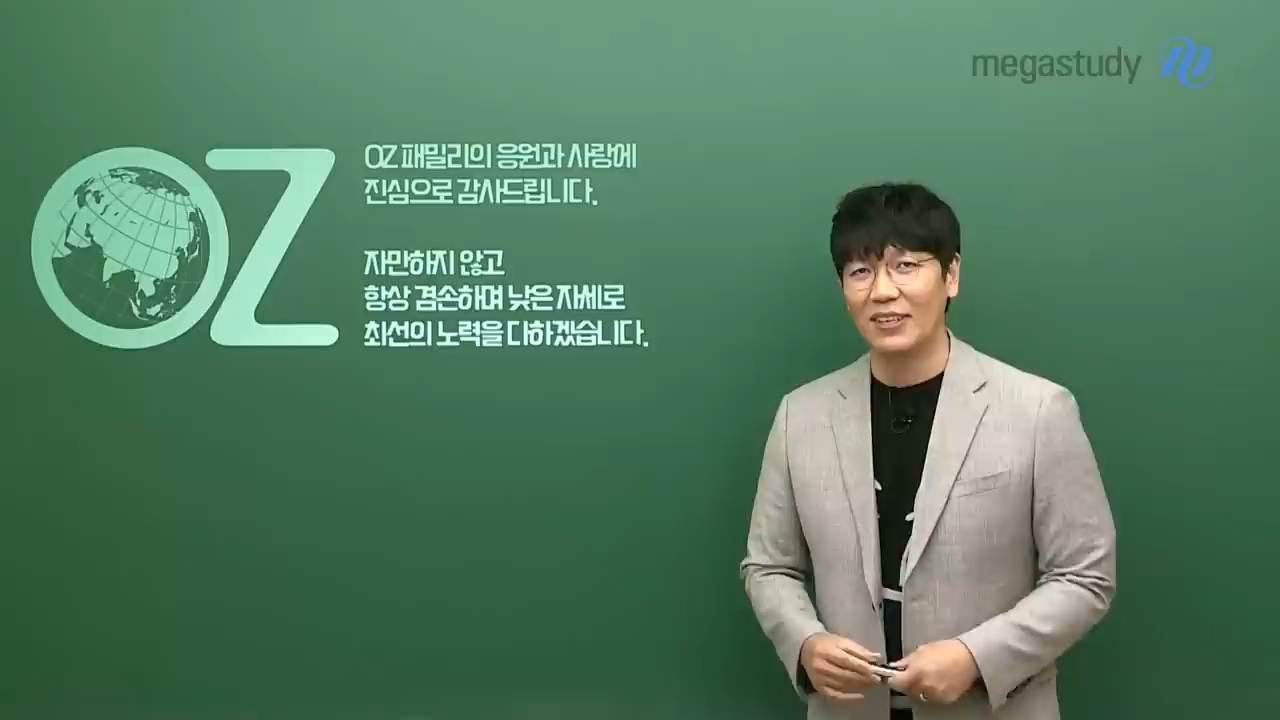 megastudy
OZ
OZ 패밀리의 응원과 사랑에
진심으로 감사드립니다.
자만하지 않고
항상 겸손하며 낮은 자세로
최선의 노력을 다하겠습니다.